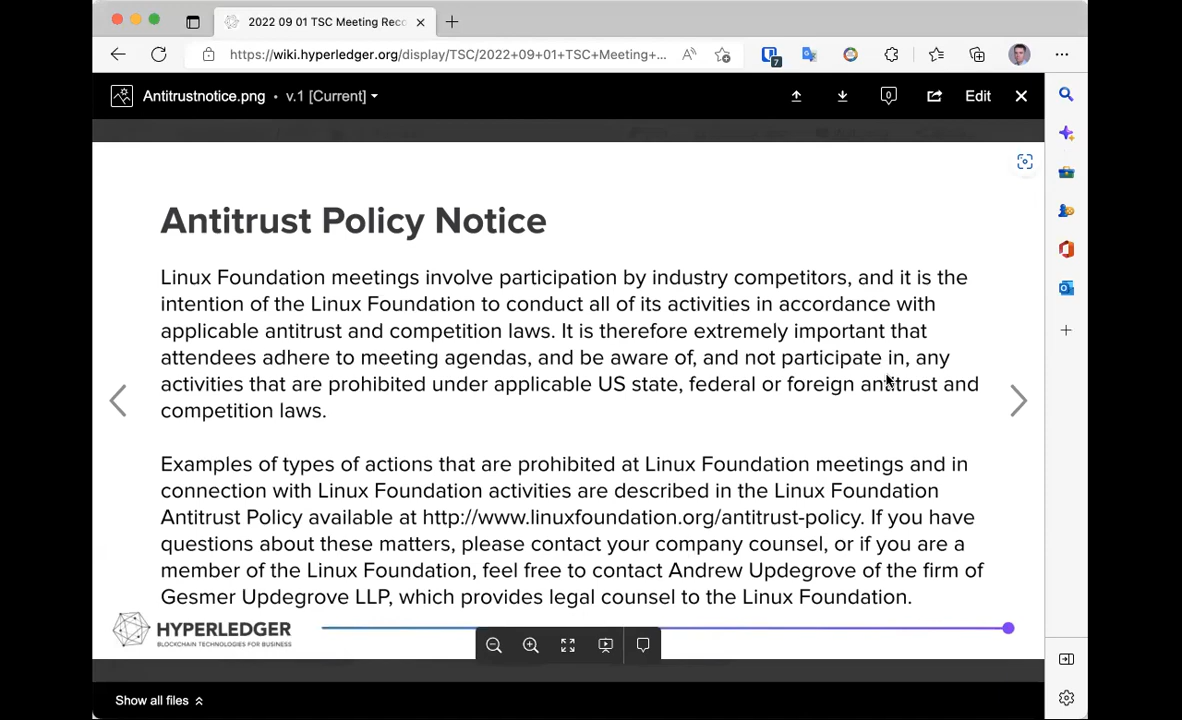 2022 09 01 TSC Meeting Reco
https://wiki.hyperledger.org/display/TSC/2022+09+01+TSC+Meeting+...
7
Antitrustnotice.png • v.1 [Current]
0
Edit
Antitrust Policy Notice
Linux Foundation meetings involve participation by industry competitors, and it is the
intention of the Linux Foundation to conduct all of its activities in accordance with
applicable antitrust and competition laws. It is therefore extremely important that
attendees adhere to meeting agendas, and be aware of, and not participate in, any
activities that are prohibited under applicable US state, federal or foreign antitrust and
competition laws.
Examples of types of actions that are prohibited at Linux Foundation meetings and in
connection with Linux Foundation activities are described in the Linux Foundation
Antitrust Policy available at http://www.linuxfoundation.org/antitrust-policy. If you have
questions about these matters, please contact your company counsel, or if you are a
member of the Linux Foundation, feel free to contact Andrew Updegrove of the firm of
Gesmer Updegrove LLP, which provides legal counsel to the Linux Foundation.
HYPERLEDGER
BLOCKCHAIN TECHNOLOGIES FOR BUSINESS
Show all files